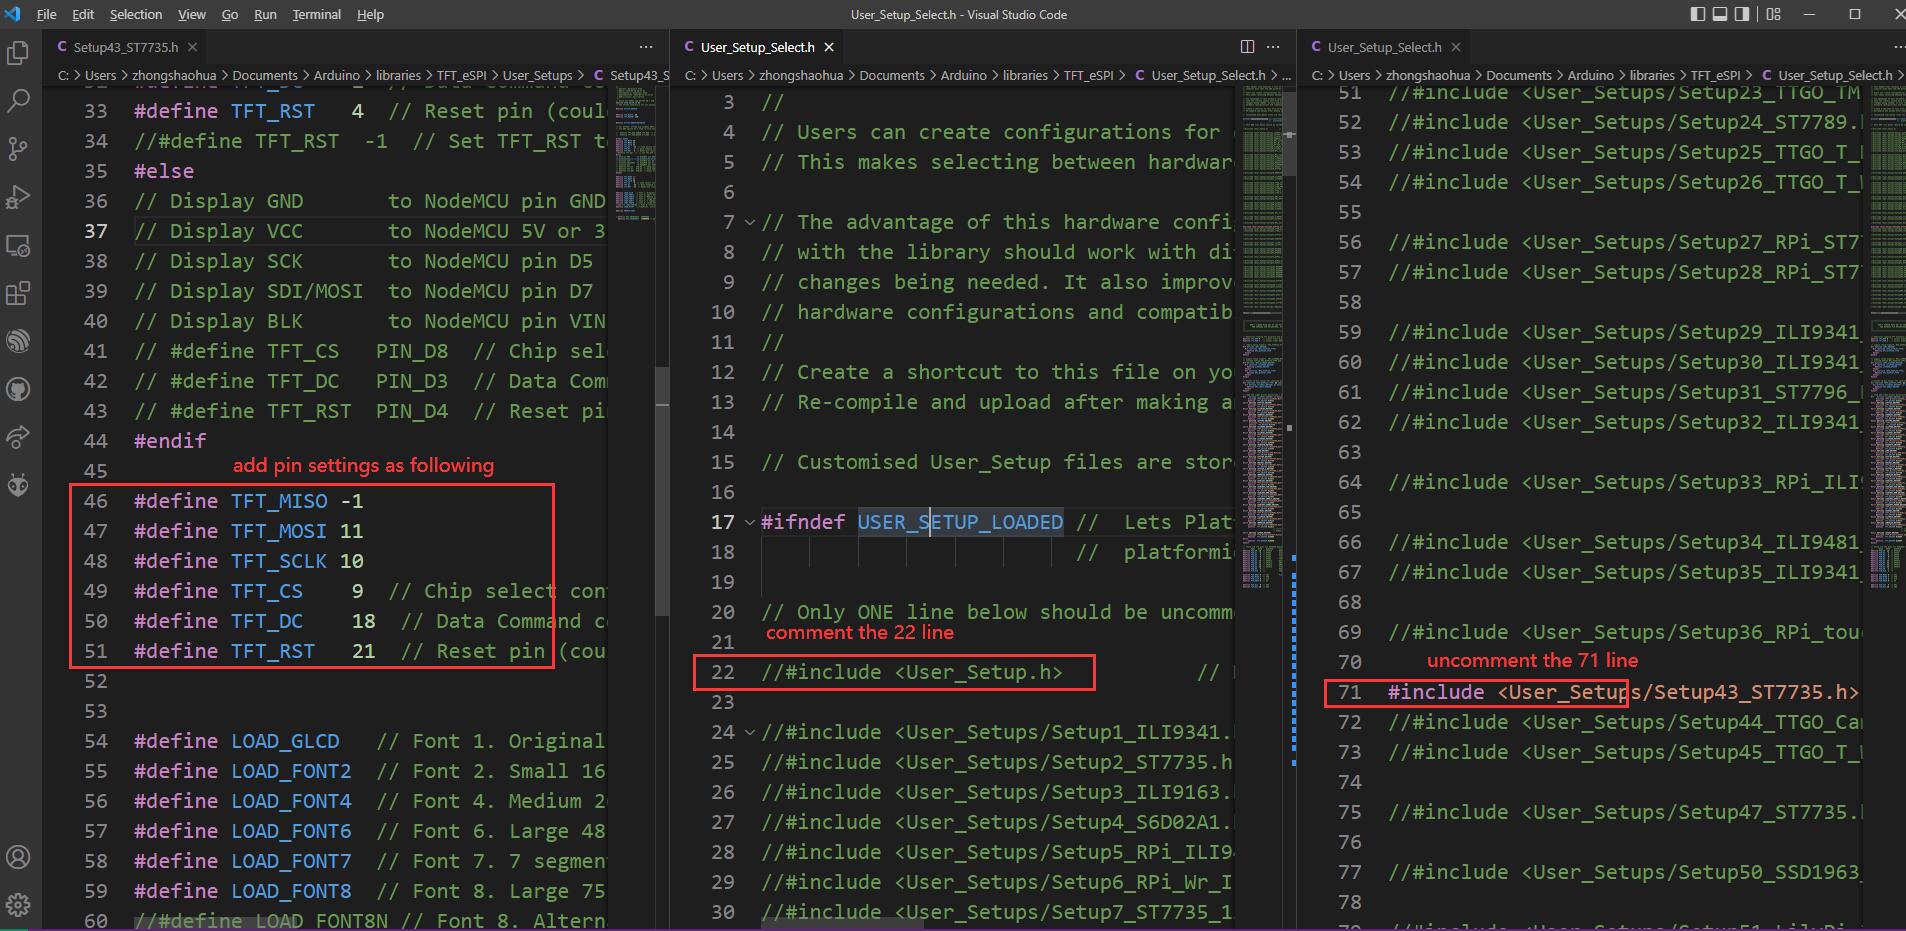 File Edit Selection View Go Run Terminal Help
User_Setup_Select.h - Visual Studio Code
C Setup43_ST7735.h
C: > Users > zhongshaohua > Documents > Arduino > libraries > TFT_eSPI > User_Setups > C Setup43_S
33 #define TFT_RST 4 // Reset pin (coul
34 //#define TFT_RST -1 // Set TFT_RST t
35 #else
36 // Display GND to NodeMCU pin GND
37 // Display VCC to NodeMCU 5V or 3
38 // Display SCK to NodeMCU pin D5
39 // Display SDI/MOSI to NodeMCU pin D7
40 // Display BLK to NodeMCU pin VIN
41 // #define TFT_CS PIN_D8 // Chip sel
42 // #define TFT_DC PIN_D3 // Data Com
43 // #define TFT_RST PIN_D4 // Reset pi
44 #endif
45
add pin settings as following
46 #define TFT_MISO -1
47 #define TFT_MOSI 11
48 #define TFT_SCLK 10
49 #define TFT_CS 9 // Chip select con
50 #define TFT_DC 18 // Data Command c
51 #define TFT_RST 21 // Reset pin (cou
52
53
54 #define LOAD_GLCD // Font 1. Original
55 #define LOAD_FONT2 // Font 2. Small 16
56 #define LOAD_FONT4 // Font 4. Medium 2
57 #define LOAD_FONT6 // Font 6. Large 48
58 #define LOAD_FONT7 // Font 7. 7 segmen
59 #define LOAD_FONT8 // Font 8. Large 75
60 //#define LOAD_FONT8N // Font 8. Altern
C User_Setup_Select.h
C: > Users > zhongshaohua > Documents > Arduino > libraries > TFT_eSPI > C User_Setup_Select.h > ...
3 //
4 // Users can create configurations for
5 // This makes selecting between hardwar
6
7 // The advantage of this hardware confi
8 // with the library should work with di
9 // changes being needed. It also improv
10 // hardware configurations and compatib
11 //
12 // Create a shortcut to this file on yo
13 // Re-compile and upload after making a
14
15 // Customised User_Setup files are stor
16
17 #ifndef USER_SETUP_LOADED // Lets Plat
18 // platformi
19
20 // Only ONE line below should be uncomm
21
comment the 22 line
22 //#include <User_Setup.h> //
23
24 //#include <User_Setups/Setup1_ILI9341.
25 //#include <User_Setups/Setup2_ST7735.h
26 //#include <User_Setups/Setup3_ILI9163.
27 //#include <User_Setups/Setup4_S6D02A1.
28 //#include <User_Setups/Setup5_RPi_ILI9
29 //#include <User_Setups/Setup6_RPi_Wr_I
30 //#include <User_Setups/Setup7_ST7735_1
C User_Setup_Select.h
C: > Users > zhongshaohua > Documents > Arduino > libraries > TFT_eSPI > C User_Setup_Select.h >
51 //#include <User_Setups/Setup23_TTGO_TM
52 //#include <User_Setups/Setup24_ST7789.
53 //#include <User_Setups/Setup25_TTGO_T_
54 //#include <User_Setups/Setup26_TTGO_T_
55
56 //#include <User_Setups/Setup27_RPi_ST7
57 //#include <User_Setups/Setup28_RPi_ST7
58
59 //#include <User_Setups/Setup29_ILI9341_
60 //#include <User_Setups/Setup30_ILI9341_
61 //#include <User_Setups/Setup31_ST7796_
62 //#include <User_Setups/Setup32_ILI9341_
63
64 //#include <User_Setups/Setup33_RPi_ILI
65
66 //#include <User_Setups/Setup34_ILI9481_
67 //#include <User_Setups/Setup35_ILI9341_
68
69 //#include <User_Setups/Setup36_RPi_tou
70
uncomment the 71 line
71 #include <User_Setups/Setup43_ST7735.h>
72 //#include <User_Setups/Setup44_TTGO_Ca
73 //#include <User_Setups/Setup45_TTGO_T_
74
75 //#include <User_Setups/Setup47_ST7735.
76
77 //#include <User_Setups/Setup50_SSD1963_
78